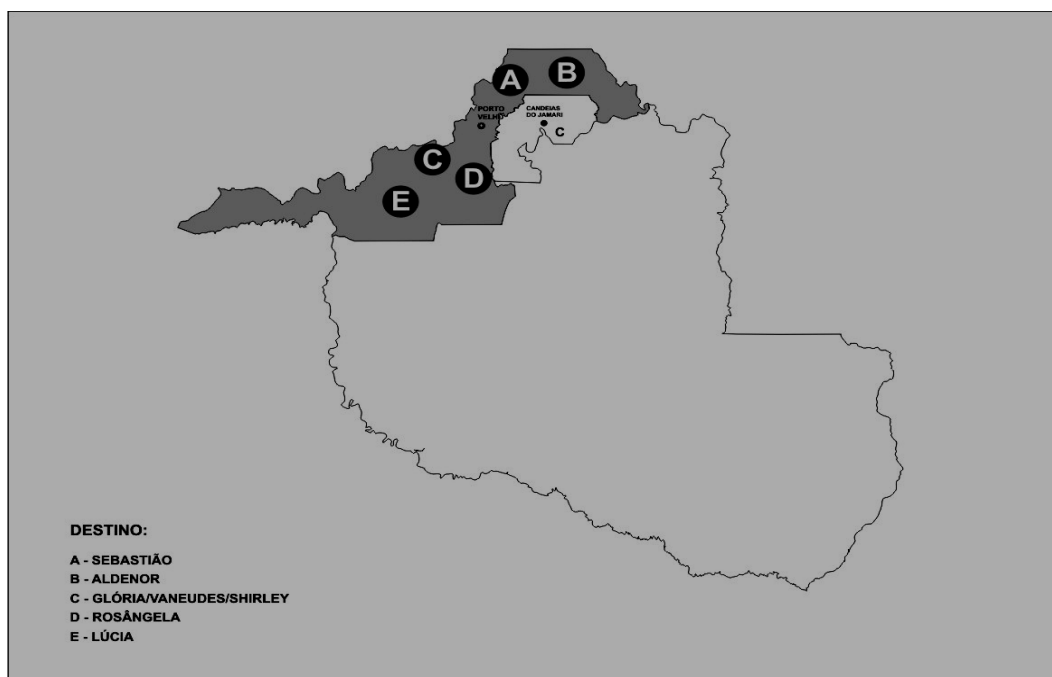 A
B
PORTO
VELHO
CANDEIAS
DO JAMARI
C
C
D
E
DESTINO:
A - SEBASTIÃO
B - ALDENOR
C - GLÓRIA/VANEUDES/SHIRLEY
D - ROSÂNGELA
E - LÚCIA